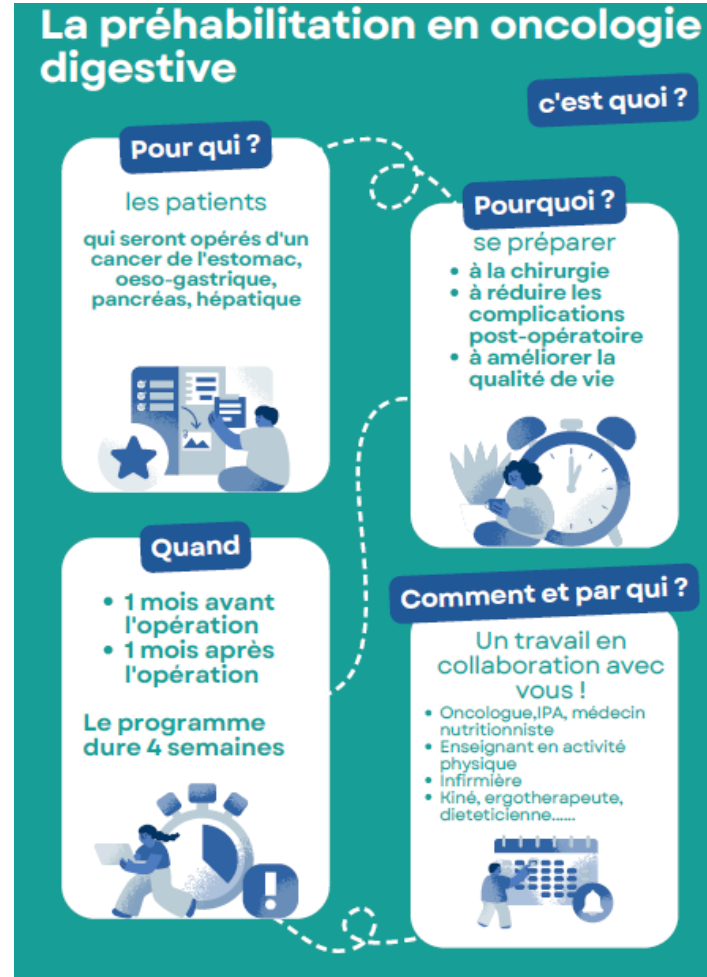 La préhabilitation en oncologie
digestive
c'est quoi ?
Pour qui ?
les patients
qui seront opérés d'un
cancer de l'estomac,
oeso-gastrique,
pancréas, hépatique
Pourquoi ?
se préparer
• à la chirurgie
• à réduire les
complications
post-opératoire
• à améliorer la
qualité de vie
Quand
• 1 mois avant
l'opération
• 1 mois après
l'opération
Le programme
dure 4 semaines
Comment et par qui ?
Un travail en
collaboration avec
vous !
• Oncologue,IPA, médecin
nutritionniste
• Enseignant en activité
physique
• Infirmière
• Kiné, ergotherapeute,
dieteticienne......